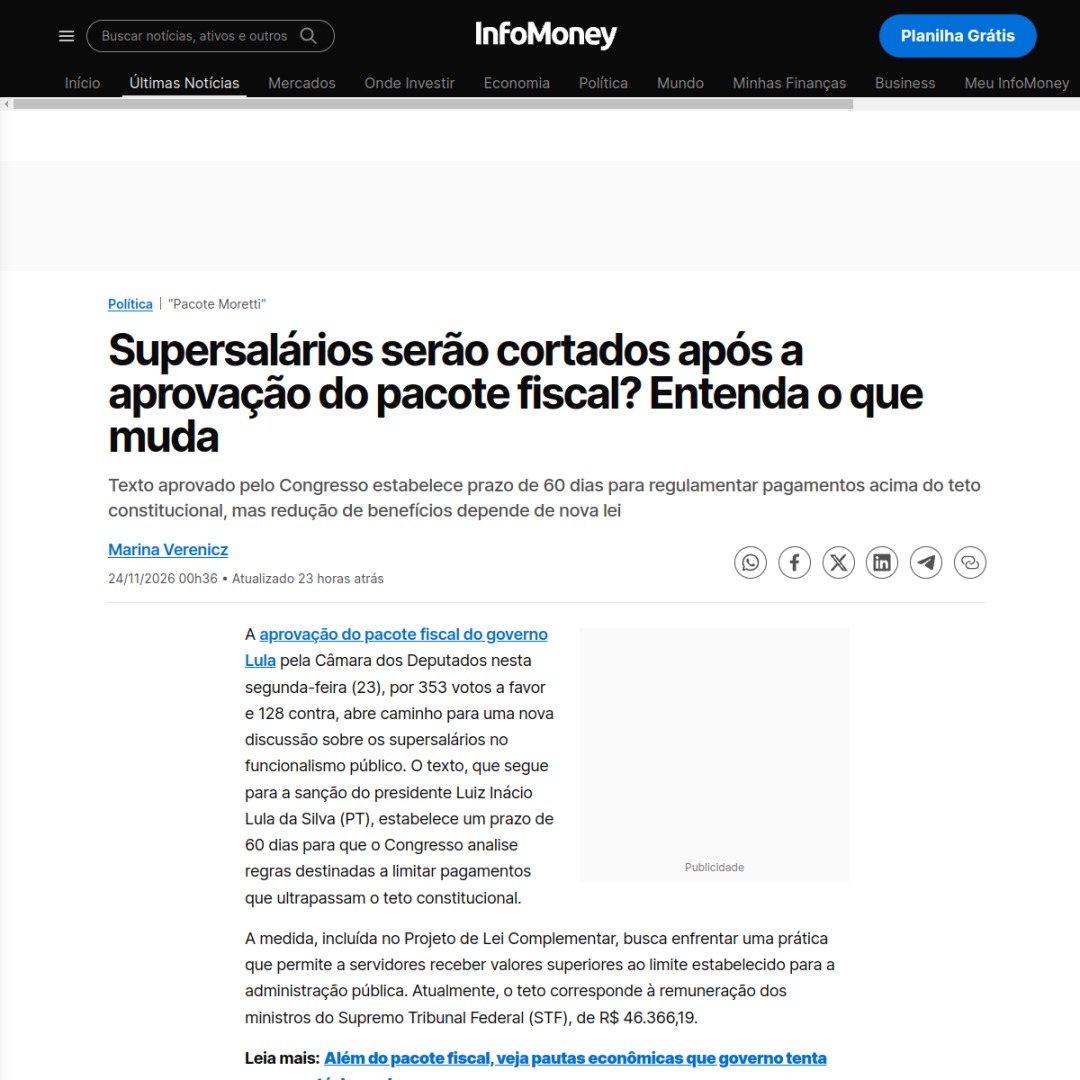 Buscar notícias, ativos e outros
InfoMoney
Planilha Grátis
Início Últimas Notícias Mercados Onde Investir Economia Política Mundo Minhas Finanças Business Meu InfoMoney
Política | "Pacote Moretti"
Supersalários serão cortados após a
aprovação do pacote fiscal? Entenda o que
muda
Texto aprovado pelo Congresso estabelece prazo de 60 dias para regulamentar pagamentos acima do teto
constitucional, mas redução de benefícios depende de nova lei
Marina Verenicz
24/11/2026 00h36 • Atualizado 23 horas atrás
A aprovação do pacote fiscal do governo
Lula pela Câmara dos Deputados nesta
segunda-feira (23), por 353 votos a favor
e 128 contra, abre caminho para uma nova
discussão sobre os supersalários no
funcionalismo público. O texto, que segue
para a sanção do presidente Luiz Inácio
Lula da Silva (PT), estabelece um prazo de
60 dias para que o Congresso analise
regras destinadas a limitar pagamentos
que ultrapassam o teto constitucional.
Publicidade
A medida, incluída no Projeto de Lei Complementar, busca enfrentar uma prática
que permite a servidores receber valores superiores ao limite estabelecido para a
administração pública. Atualmente, o teto corresponde à remuneração dos
ministros do Supremo Tribunal Federal (STF), de R$ 46.366,19.
Leia mais: Além do pacote fiscal, veja pautas econômicas que governo tenta